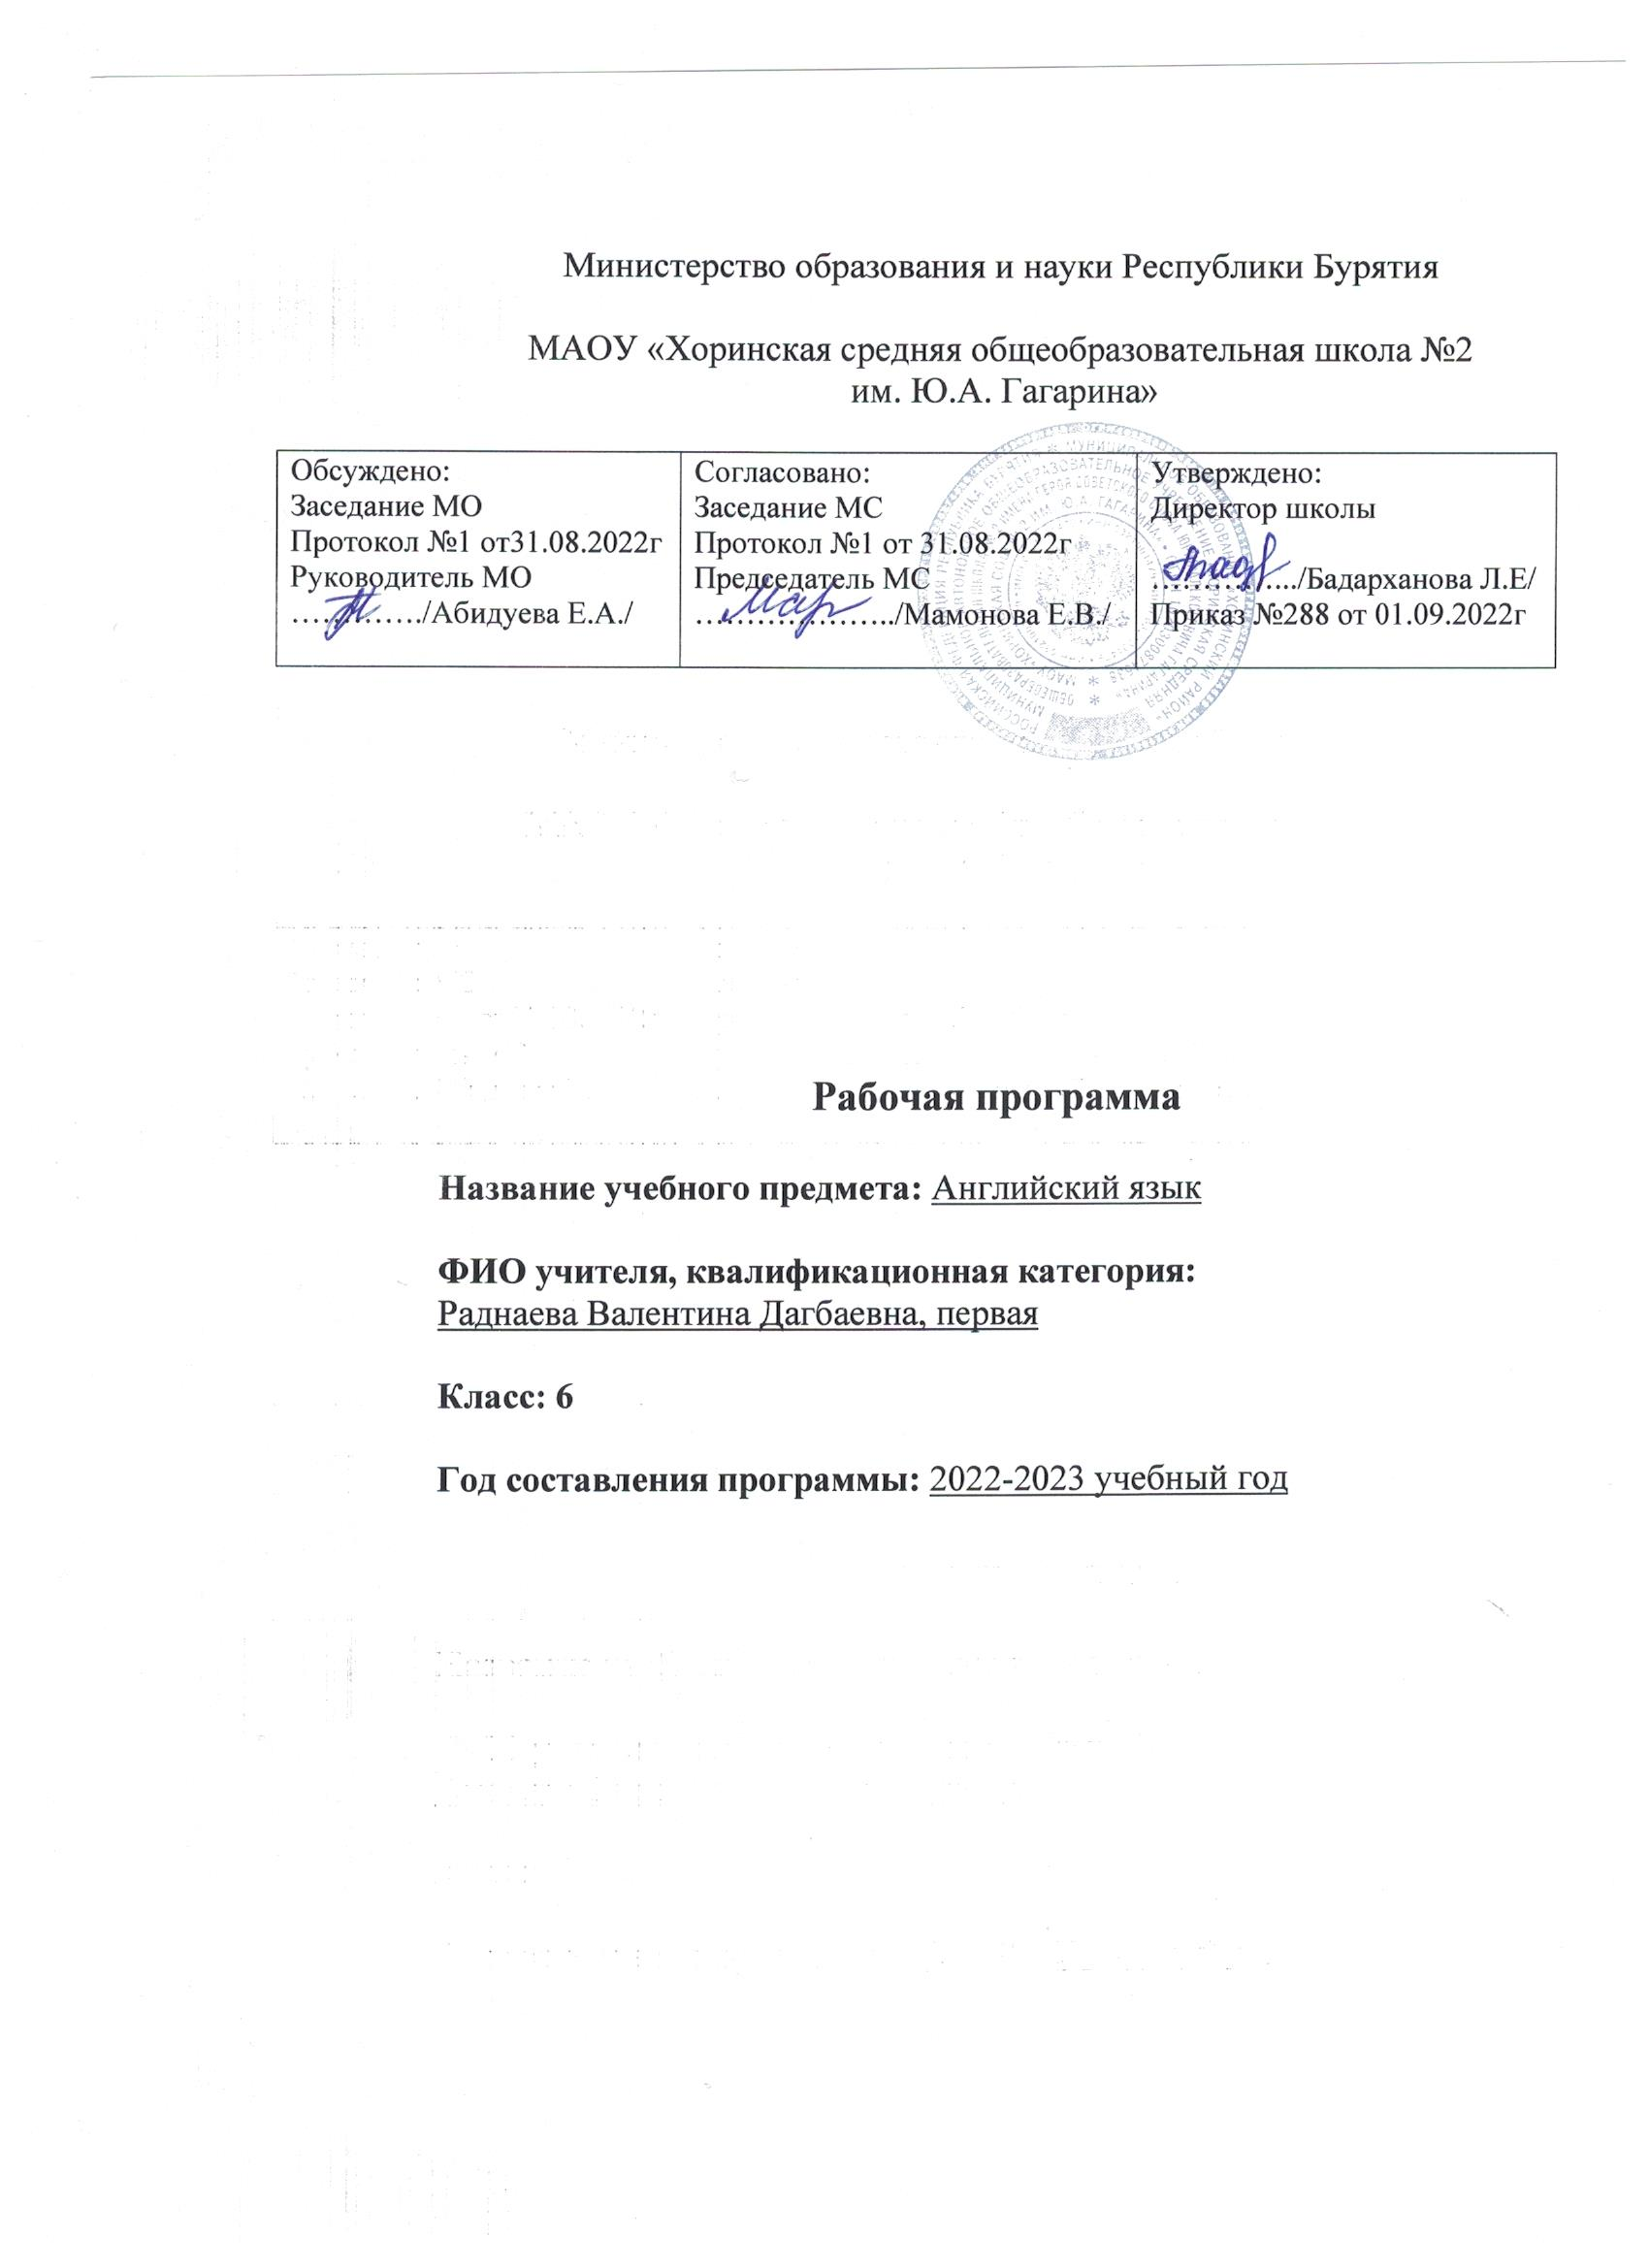 Министерство образования и науки Республики Бурятия
МАОУ «Хоринская средняя общеобразовательная школа №2
им. Ю.А. Гагарина»
Обсуждено:
Заседание МО
Протокол №1 от31.08.2022г
Руководитель МО
…………./Абидуева Е.А./
Согласовано:
Заседание МС
Протокол №1 от 31.08.2022г
Председатель МС
………………../Мамонова Е.В./
Утверждено:
Директор школы
…………../Бадарханова Л.Е/
Приказ №288 от 01.09.2022г
Рабочая программа
Название учебного предмета: Английский язык
ФИО учителя, квалификационная категория:
Раднаева Валентина Дагбаевна, первая
Класс: 6
Год составления программы: 2022-2023 учебный год